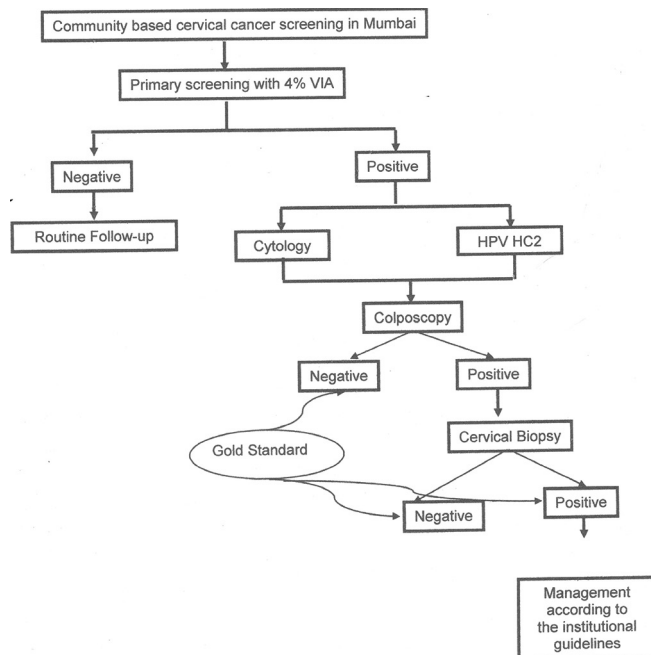 Community based cervical cancer screening in Mumbai
Primary screening with 4% VIA
Negative
Positive
Routine Follow-up
Cytology
HPV HC2
Colposcopy
Negative
Positive
Cervical Biopsy
Gold Standard
Negative
Positive
Management
according to
the institutional
guidelines